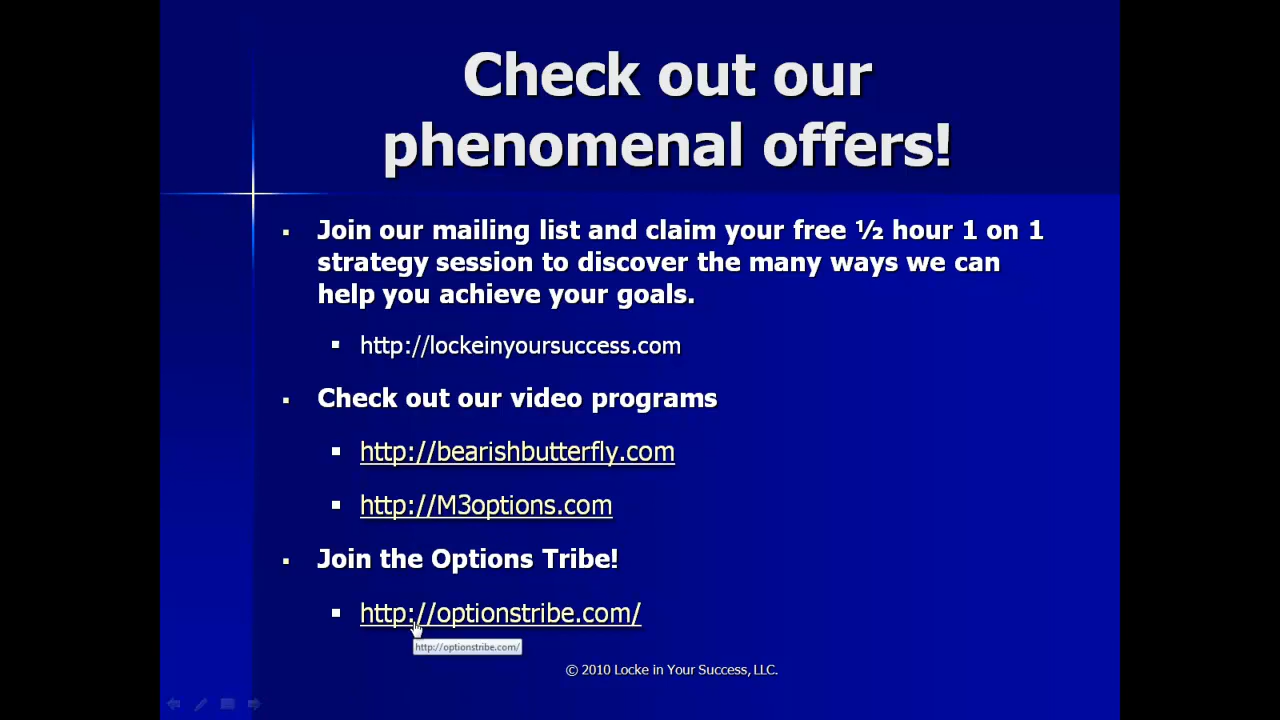 Check out our
phenomenal offers!
Join our mailing list and claim your free ½ hour 1 on 1
strategy session to discover the many ways we can
help you achieve your goals.
http://lockeinyoursuccess.com
Check out our video programs
http://bearishbutterfly.com
http://M3options.com
Join the Options Tribe!
http://optionstribe.com/
http://optionstribe.com/
© 2010 Locke in Your Success, LLC.